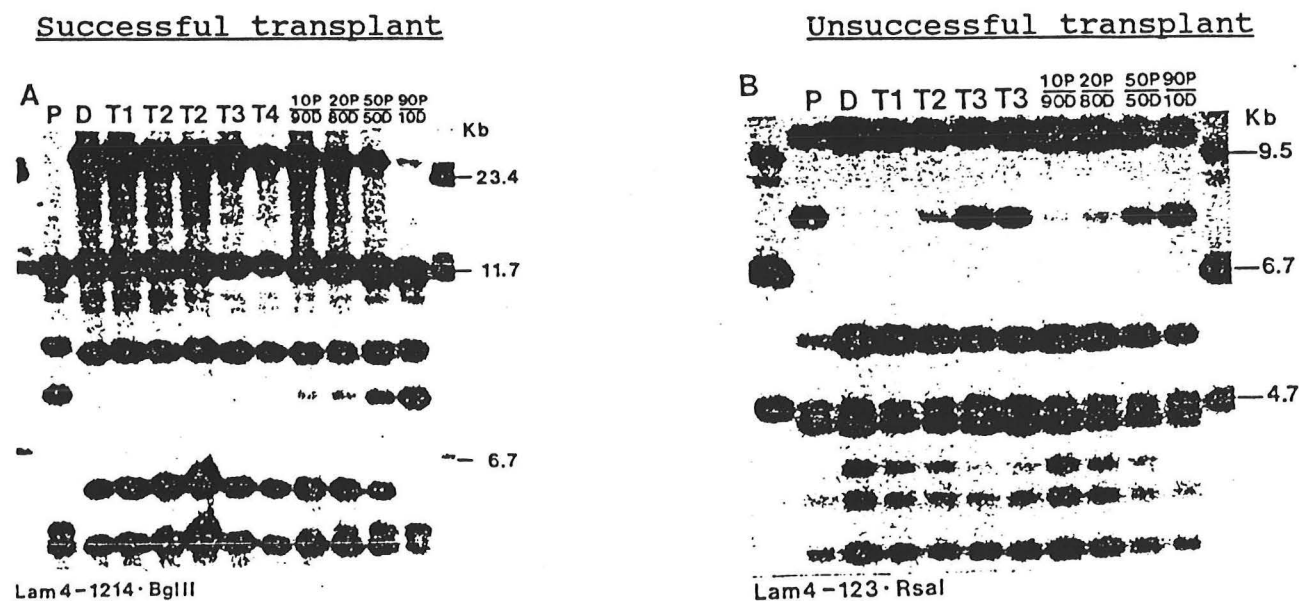 Successful transplant
Unsuccessful transplant
A
P D T1 T2 T2 T3 T4 10P/90D 20P/80D 50P/50D 90P/10D
Kb
23.4
11.7
6.7
Lam4-1214·BglII
B
P D T1 T2 T3 T3 10P/90D 20P/80D 50P/50D 90P/10D
Kb
9.5
6.7
4.7
Lam4-123·RsaI